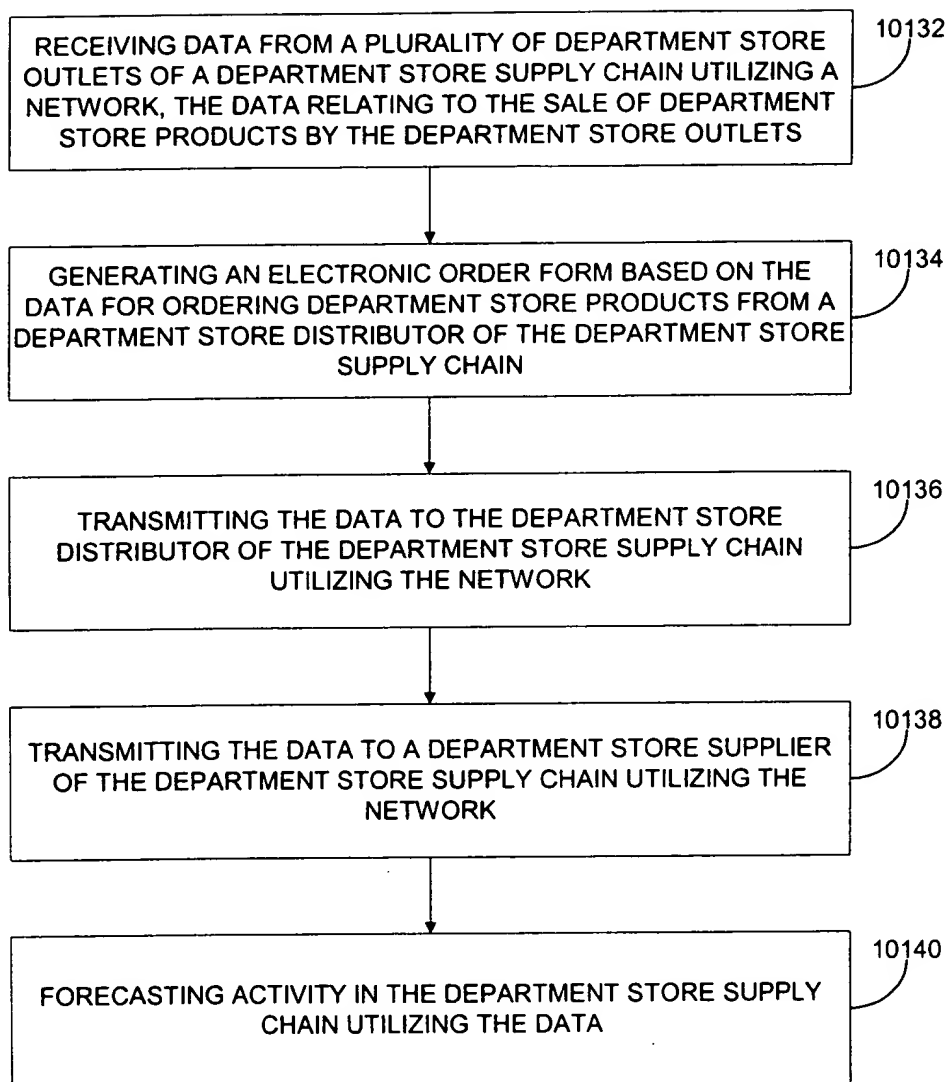 RECEIVING DATA FROM A PLURALITY OF DEPARTMENT STORE
OUTLETS OF A DEPARTMENT STORE SUPPLY CHAIN UTILIZING A
NETWORK, THE DATA RELATING TO THE SALE OF DEPARTMENT
STORE PRODUCTS BY THE DEPARTMENT STORE OUTLETS
10132
GENERATING AN ELECTRONIC ORDER FORM BASED ON THE
DATA FOR ORDERING DEPARTMENT STORE PRODUCTS FROM A
DEPARTMENT STORE DISTRIBUTOR OF THE DEPARTMENT STORE
SUPPLY CHAIN
10134
TRANSMITTING THE DATA TO THE DEPARTMENT STORE
DISTRIBUTOR OF THE DEPARTMENT STORE SUPPLY CHAIN
UTILIZING THE NETWORK
10136
TRANSMITTING THE DATA TO A DEPARTMENT STORE SUPPLIER
OF THE DEPARTMENT STORE SUPPLY CHAIN UTILIZING THE
NETWORK
10138
FORECASTING ACTIVITY IN THE DEPARTMENT STORE SUPPLY
CHAIN UTILIZING THE DATA
10140